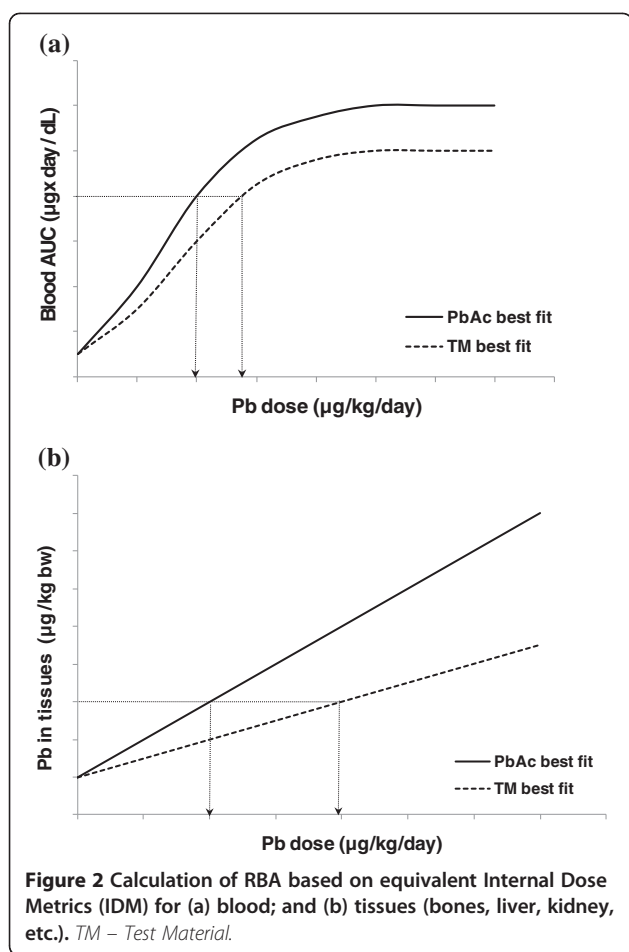 (a)
Blood AUC (µgx day / dL)
PbAc best fit
TM best fit
Pb dose (µg/kg/day)
(b)
Pb in tissues (µg/kg bw)
PbAc best fit
TM best fit
Pb dose (µg/kg/day)
Figure 2 Calculation of RBA based on equivalent Internal Dose
Metrics (IDM) for (a) blood; and (b) tissues (bones, liver, kidney,
etc.). TM – Test Material.